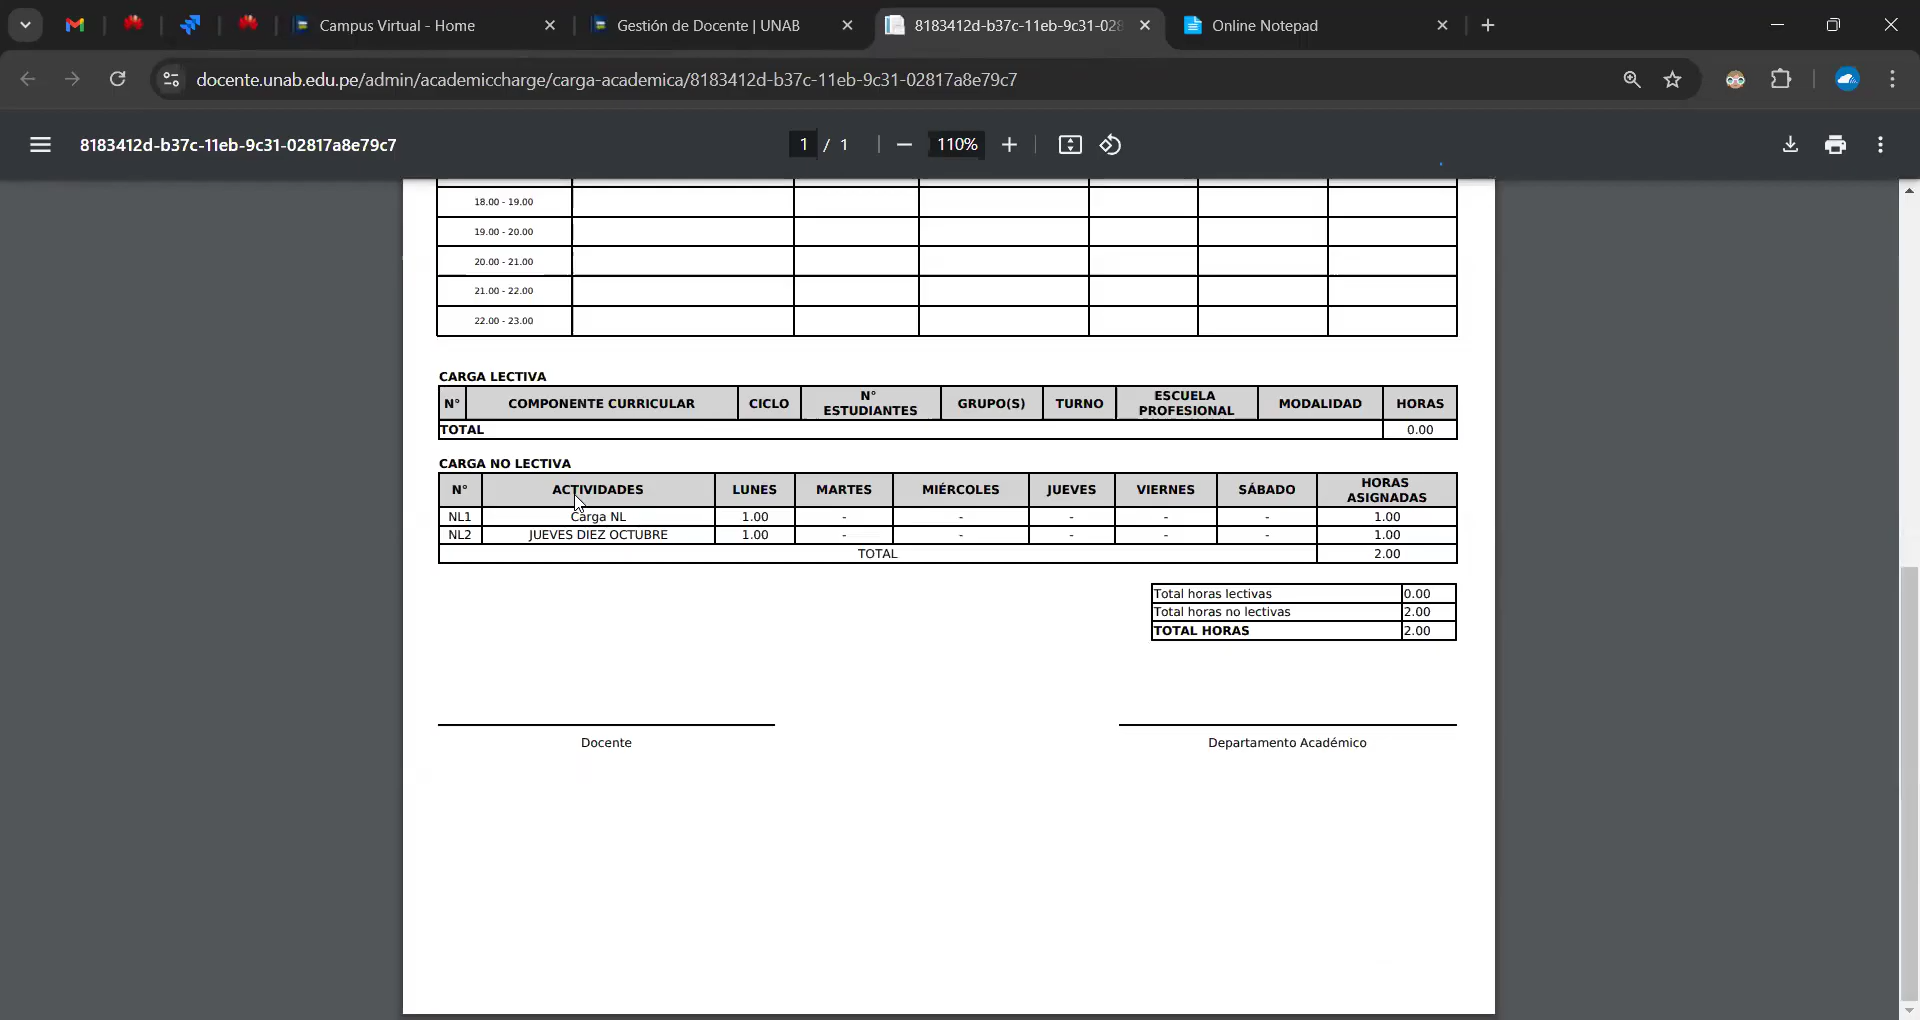 Campus Virtual - Home
Gestión de Docente | UNAB
8183412d-b37c-11eb-9c31-028
Online Notepad
docente.unab.edu.pe/admin/academiccharge/carga-academica/8183412d-b37c-11eb-9c31-02817a8e79c7
8183412d-b37c-11eb-9c31-02817a8e79c7
1 / 1
110%
18.00 - 19.00
19.00 - 20.00
20.00 - 21.00
21.00 - 22.00
22.00 - 23.00
CARGA LECTIVA
N° COMPONENTE CURRICULAR CICLO N° ESTUDIANTES GRUPO(S) TURNO ESCUELA PROFESIONAL MODALIDAD HORAS
TOTAL 0.00
CARGA NO LECTIVA
N° ACTIVIDADES LUNES MARTES MIÉRCOLES JUEVES VIERNES SÁBADO HORAS ASIGNADAS
NL1 Carga NL 1.00 - - - - - 1.00
NL2 JUEVES DIEZ OCTUBRE 1.00 - - - - - 1.00
TOTAL 2.00
Total horas lectivas 0.00
Total horas no lectivas 2.00
TOTAL HORAS 2.00
Docente
Departamento Académico